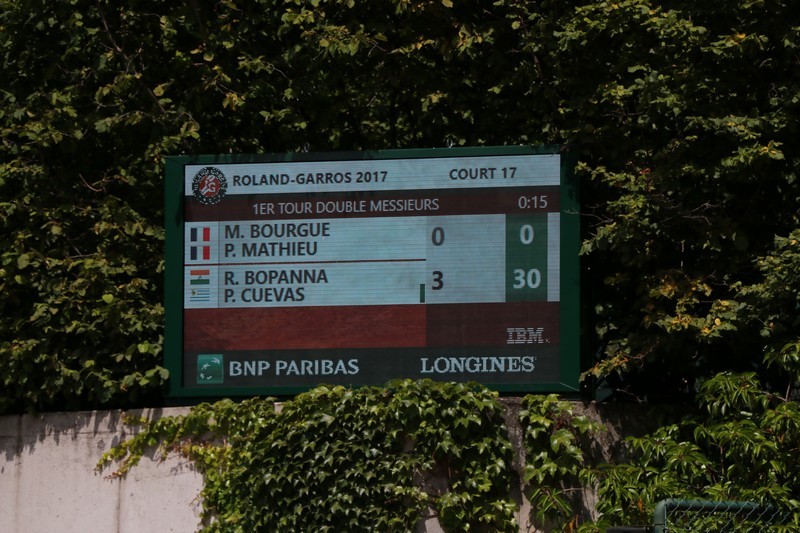 ROLAND-GARROS 2017 COURT 17
1ER TOUR DOUBLE MESSIEURS 0:15
M. BOURGUE
P. MATHIEU
0 0
R. BOPANNA
P. CUEVAS
3 30
IBM
BNP PARIBAS LONGINES